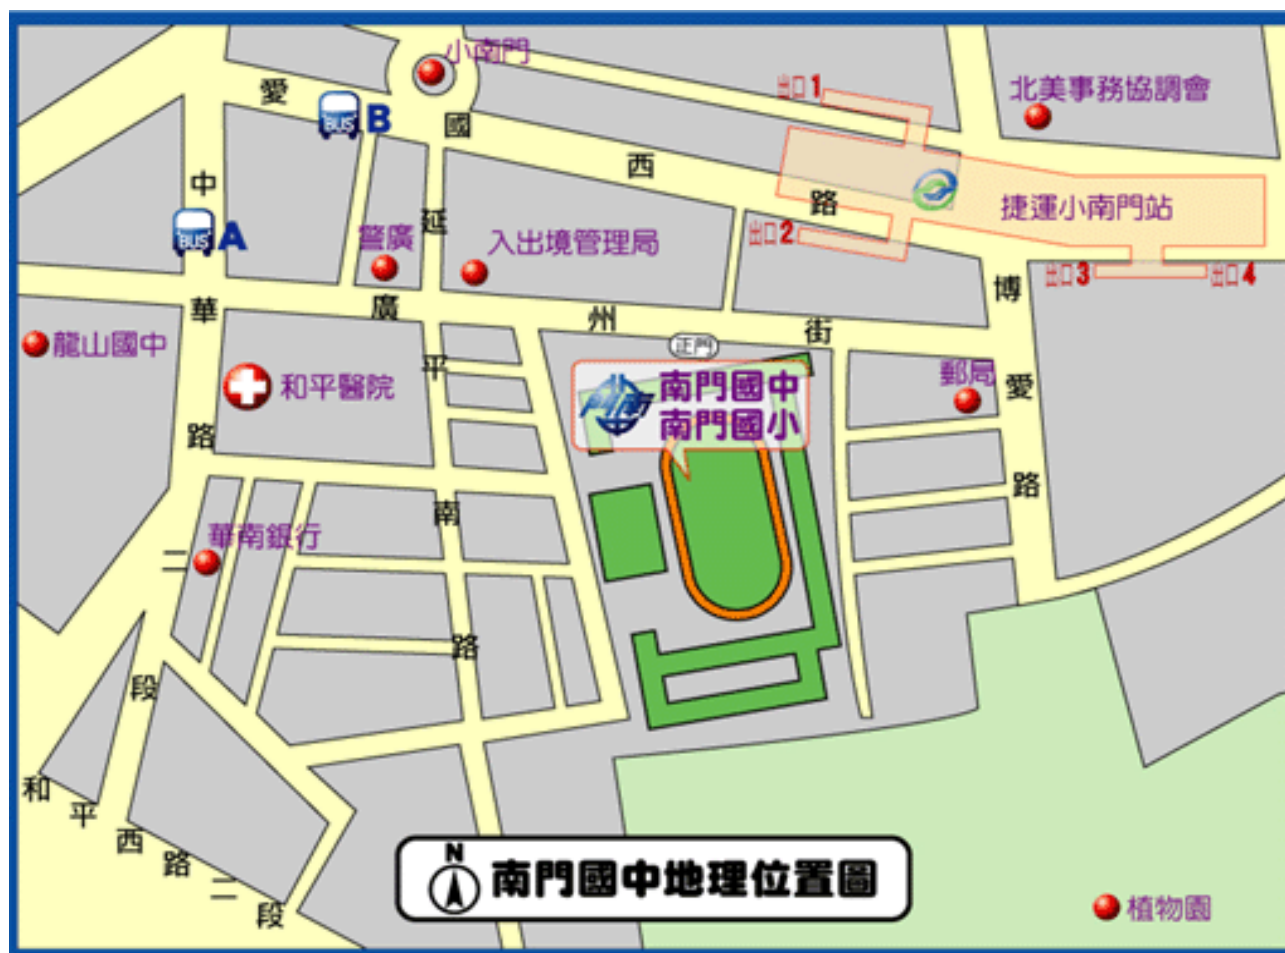 小南門
北美事務協調會
出口1
愛國西路
BUS B
捷運小南門站
出口2
出口3
出口4
中華路二段
BUS A
警廣
延平南路
入出境管理局
廣州街
博愛路
正門
龍山國中
和平醫院
南門國中
南門國小
郵局
華南銀行
和平西路二段
N
南門國中地理位置圖
植物園